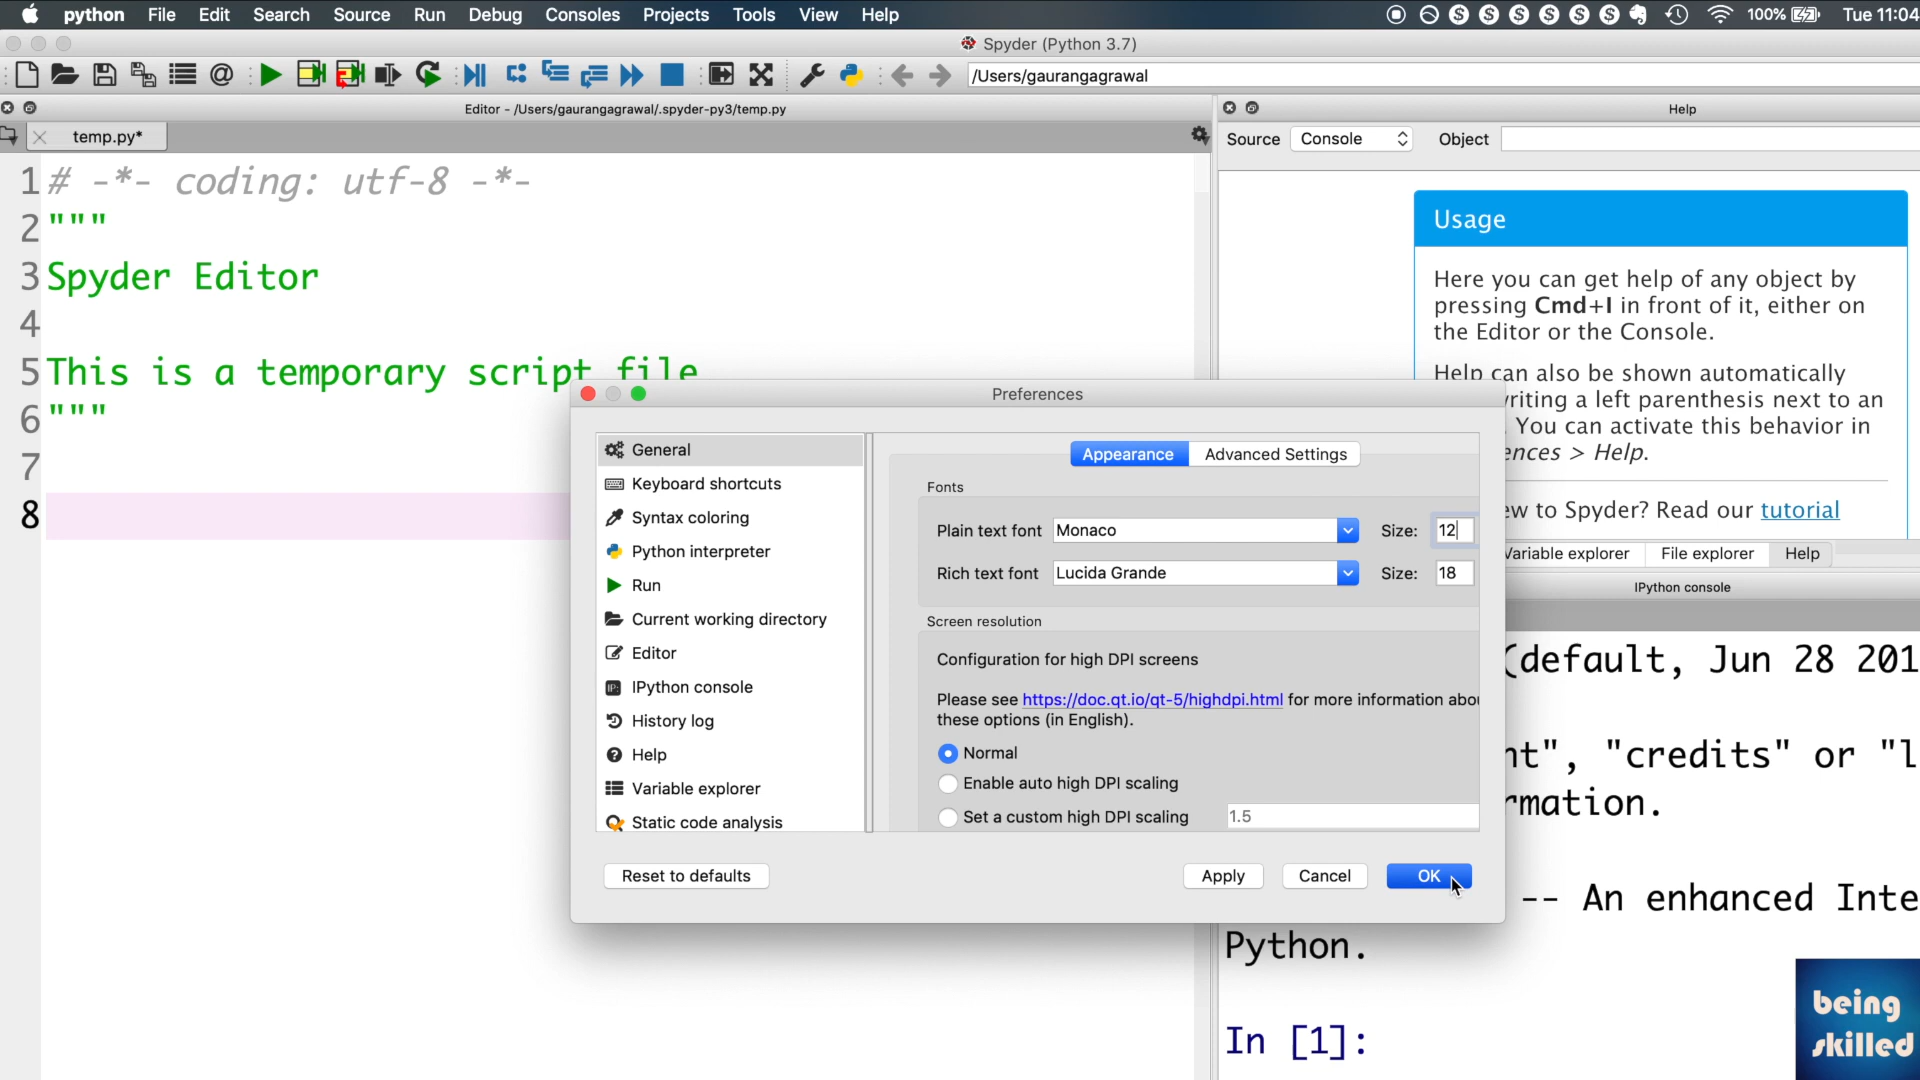 python File Edit Search Source Run Debug Consoles Projects Tools View Help 100% Tue 11:04
Spyder (Python 3.7)
/Users/gaurangagrawal
Editor - /Users/gaurangagrawal/.spyder-py3/temp.py
temp.py*
1 # -*- coding: utf-8 -*-
2 """
3 Spyder Editor
4
5 This is a temporary script file
6 """
7
8
Help
Source Console Object
Usage
Here you can get help of any object by
pressing Cmd+I in front of it, either on
the Editor or the Console.
Help can also be shown automatically
writing a left parenthesis next to an
. You can activate this behavior in
ences > Help.
ew to Spyder? Read our tutorial
Variable explorer File explorer Help
Preferences
General
Keyboard shortcuts
Syntax coloring
Python interpreter
Run
Current working directory
Editor
IPython console
History log
Help
Variable explorer
Static code analysis
Appearance Advanced Settings
Fonts
Plain text font Monaco Size: 12
Rich text font Lucida Grande Size: 18
Screen resolution
Configuration for high DPI screens
Please see https://doc.qt.io/qt-5/highdpi.html for more information abou
these options (in English).
Normal
Enable auto high DPI scaling
Set a custom high DPI scaling 1.5
Reset to defaults Apply Cancel OK
IPython console
(default, Jun 28 201
nt", "credits" or "l
rmation.
-- An enhanced Inte
Python.
In [1]:
being
skilled